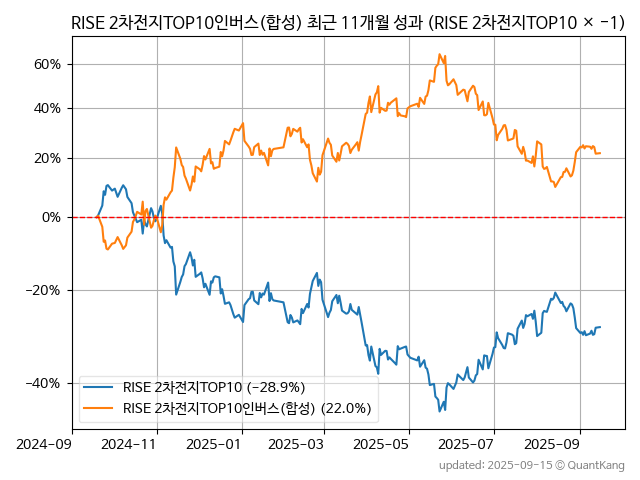 RISE 2차전지TOP10인버스(합성) 최근 11개월 성과 (RISE 2차전지TOP10 × −1)
60%
40%
20%
0%
−20%
−40%
RISE 2차전지TOP10 (−28.9%)
RISE 2차전지TOP10인버스(합성) (22.0%)
2024-09 2024-11 2025-01 2025-03 2025-05 2025-07 2025-09
updated: 2025-09-15 ⓒ QuantKang